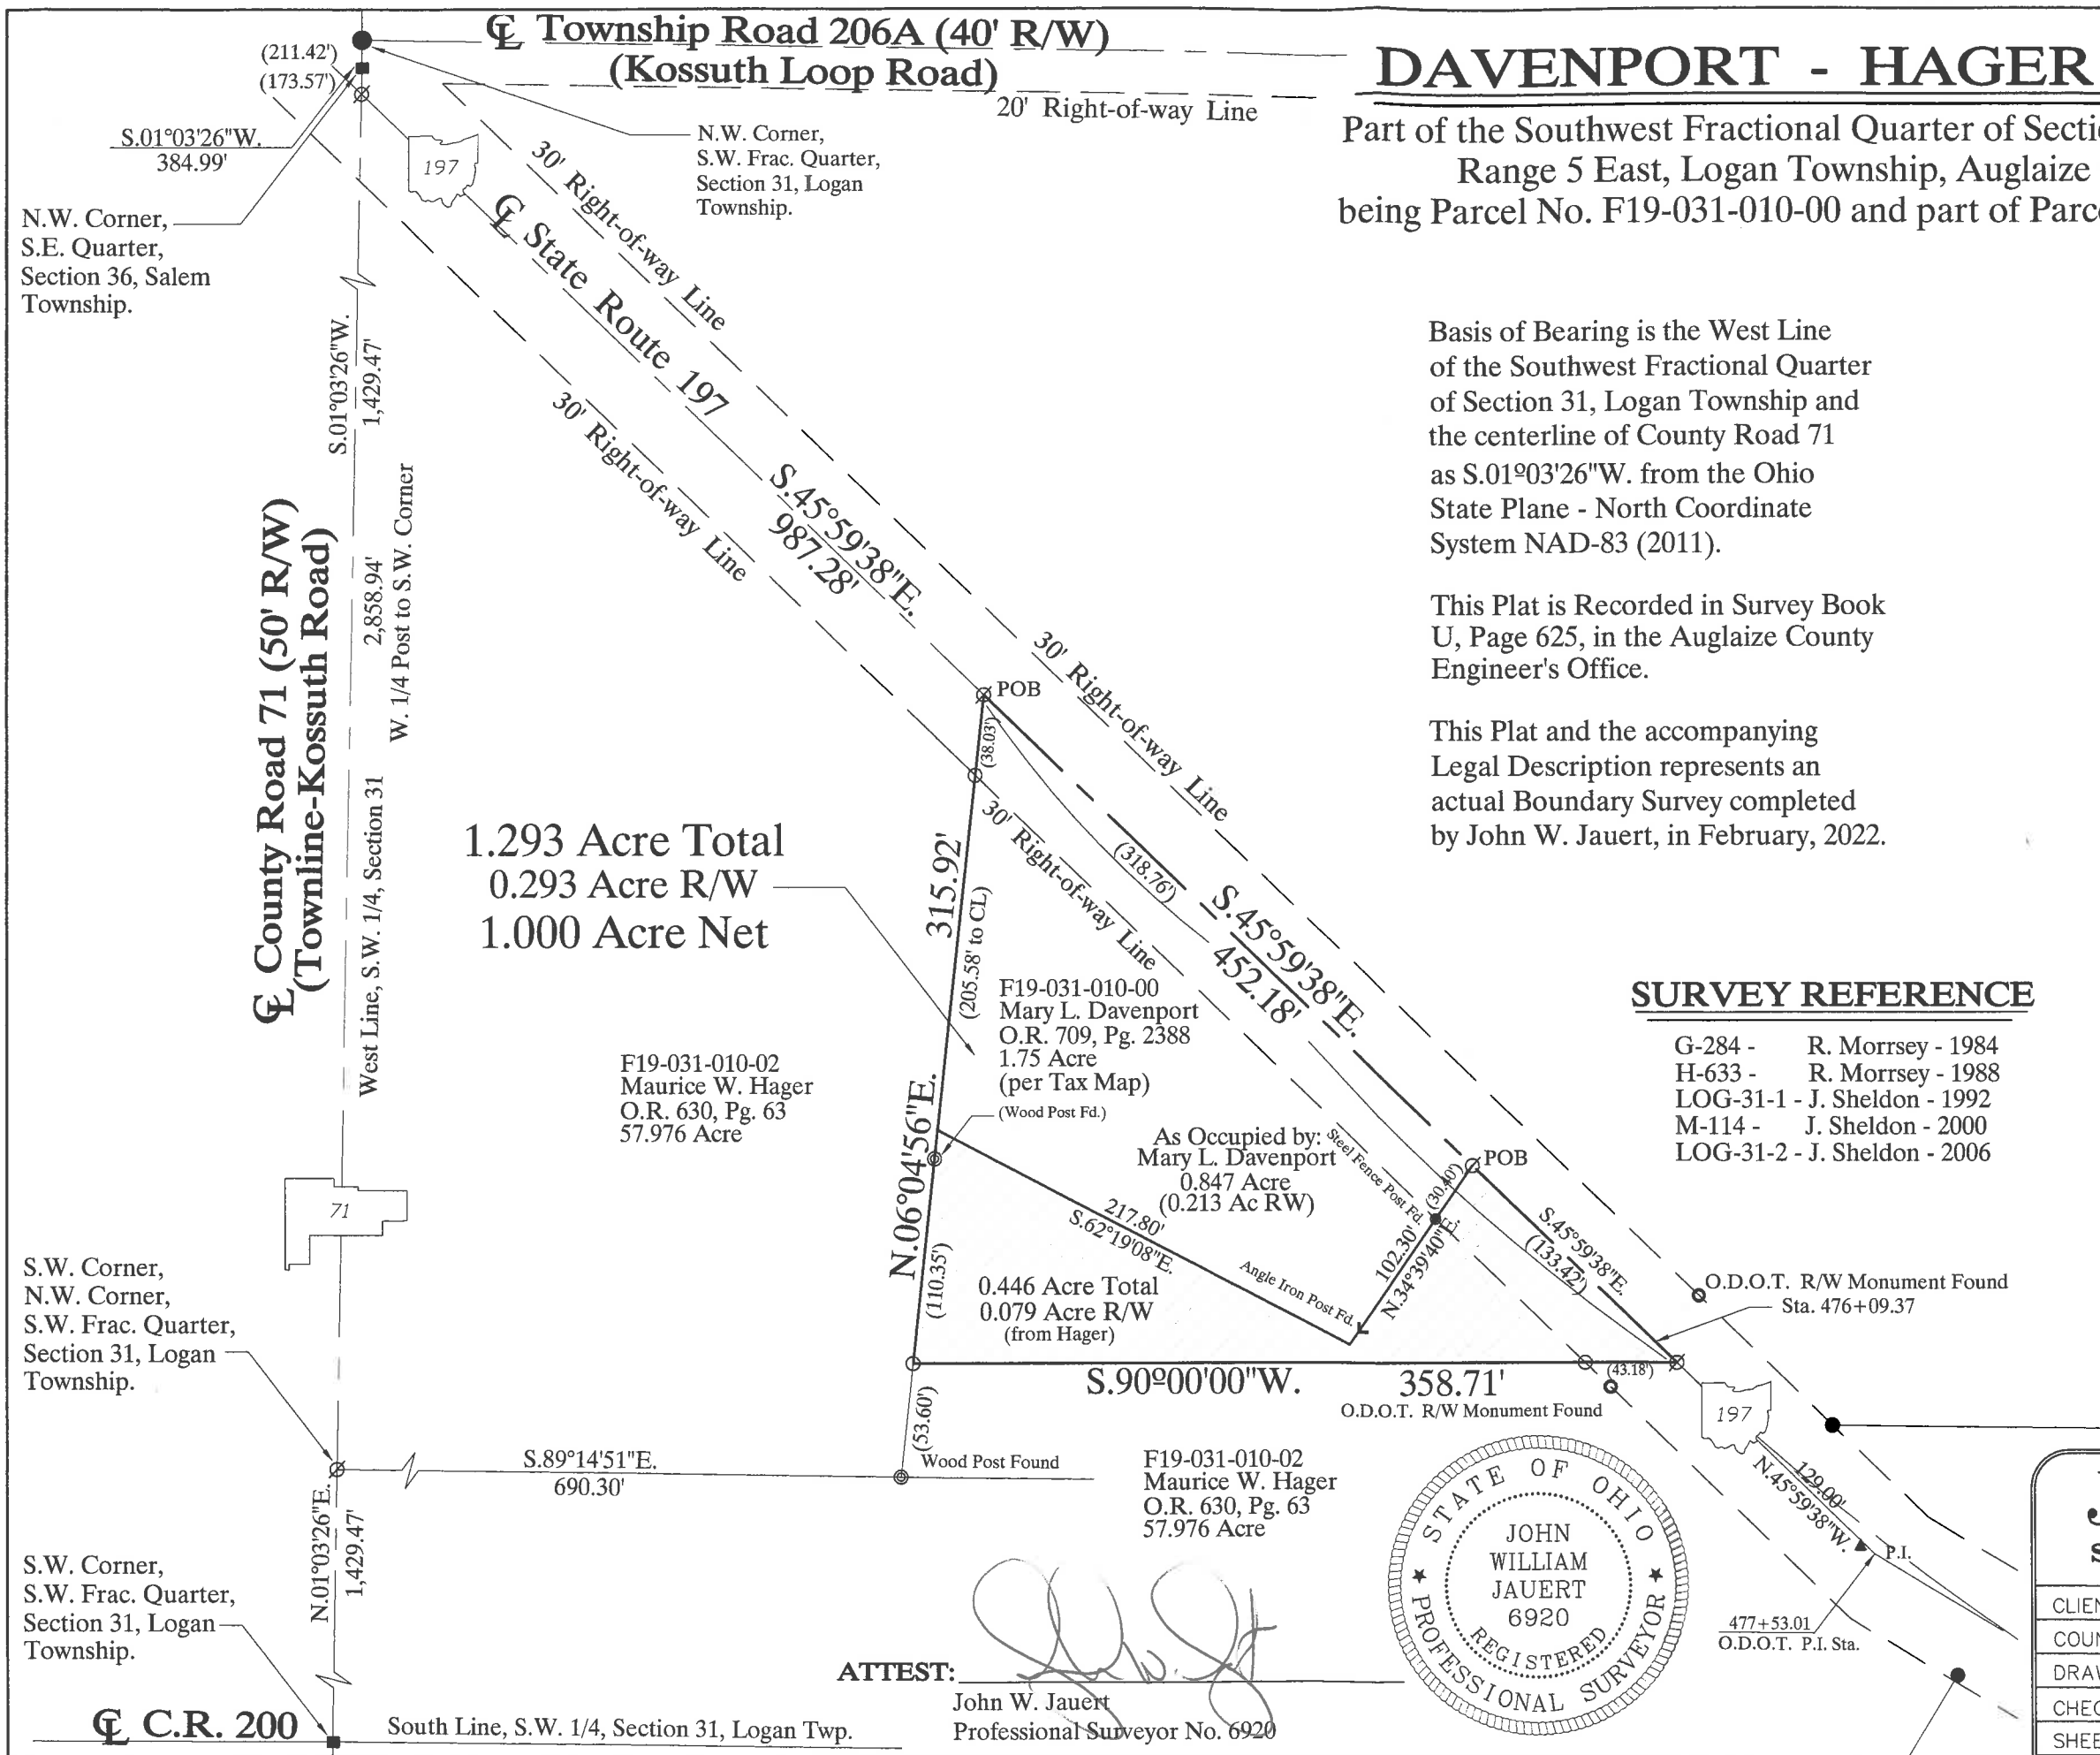 ℄ Township Road 206A (40' R/W)
(Kossuth Loop Road)
20' Right-of-way Line
(211.42')
(173.57')
S.01°03'26"W.
384.99'
N.W. Corner,
S.E. Quarter,
Section 36, Salem
Township.
N.W. Corner,
S.W. Frac. Quarter,
Section 31, Logan
Township.
197
30' Right-of-way Line
℄ State Route 197
30' Right-of-way Line
S.45°59'38"E.
987.28'
DAVENPORT - HAGER
Part of the Southwest Fractional Quarter of Secti
Range 5 East, Logan Township, Auglaize
being Parcel No. F19-031-010-00 and part of Parc
Basis of Bearing is the West Line
of the Southwest Fractional Quarter
of Section 31, Logan Township and
the centerline of County Road 71
as S.01º03'26"W. from the Ohio
State Plane - North Coordinate
System NAD-83 (2011).
This Plat is Recorded in Survey Book
U, Page 625, in the Auglaize County
Engineer's Office.
This Plat and the accompanying
Legal Description represents an
actual Boundary Survey completed
by John W. Jauert, in February, 2022.
S.01°03'26"W.
1,429.47'
2,858.94'
W. 1/4 Post to S.W. Corner
℄ County Road 71 (50' R/W)
(Townline-Kossuth Road)
West Line, S.W. 1/4, Section 31
POB
(38.03')
30' Right-of-way Line
30' Right-of-way Line
(318.76')
S.45°59'38"E.
452.18'
1.293 Acre Total
0.293 Acre R/W
1.000 Acre Net
315.92'
(205.58' to CL)
N.06°04'56"E.
F19-031-010-00
Mary L. Davenport
O.R. 709, Pg. 2388
1.75 Acre
(per Tax Map)
(Wood Post Fd.)
F19-031-010-02
Maurice W. Hager
O.R. 630, Pg. 63
57.976 Acre
SURVEY REFERENCE
G-284 - R. Morrsey - 1984
H-633 - R. Morrsey - 1988
LOG-31-1 - J. Sheldon - 1992
M-114 - J. Sheldon - 2000
LOG-31-2 - J. Sheldon - 2006
As Occupied by:
Mary L. Davenport
0.847 Acre
(0.213 Ac RW)
Steel Fence Post Fd.
(30.40')
POB
102.30'
N.34°39'40"E.
S.45°59'38"E.
(133.42')
217.80'
S.62°19'08"E.
Angle Iron Post Fd.
(110.35')
0.446 Acre Total
0.079 Acre R/W
(from Hager)
O.D.O.T. R/W Monument Found
Sta. 476+09.37
71
S.W. Corner,
N.W. Corner,
S.W. Frac. Quarter,
Section 31, Logan
Township.
S.90º00'00"W. 358.71'
(43.18')
O.D.O.T. R/W Monument Found
197
(53.60')
Wood Post Found
S.89°14'51"E.
690.30'
F19-031-010-02
Maurice W. Hager
O.R. 630, Pg. 63
57.976 Acre
129.00'
N.45°59'38"W.
P.I.
477+53.01
O.D.O.T. P.I. Sta.
N.01°03'26"E.
1,429.47'
S.W. Corner,
S.W. Frac. Quarter,
Section 31, Logan
Township.
℄ C.R. 200
South Line, S.W. 1/4, Section 31, Logan Twp.
ATTEST:
John W. Jauert
Professional Surveyor No. 6920
STATE OF OHIO
JOHN
WILLIAM
JAUERT
6920
REGISTERED
★ PROFESSIONAL SURVEYOR ★
CLIEN
COUN
DRAW
CHEC
SHEE